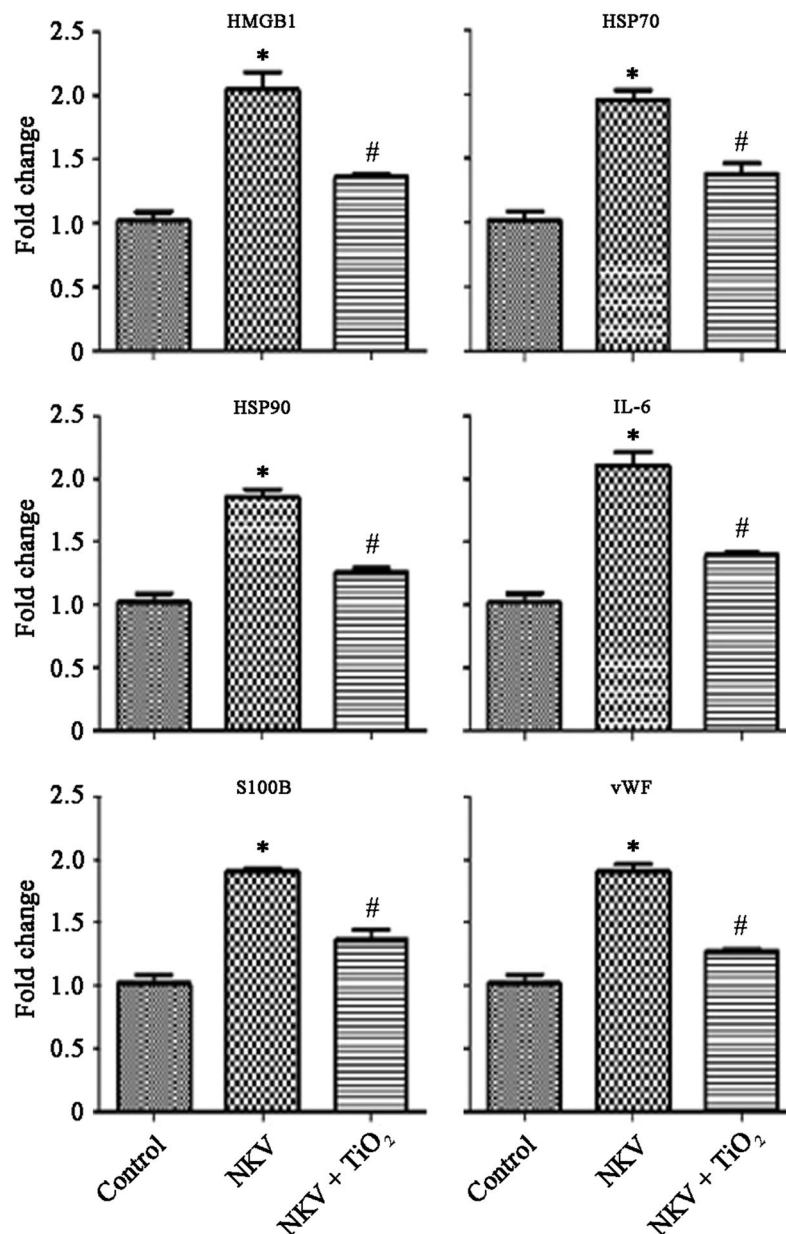 HMGB1
HSP70
Fold change
2.5
2.0
1.5
1.0
0.5
0
*
#
*
#
HSP90
IL-6
Fold change
2.5
2.0
1.5
1.0
0.5
0
*
#
*
#
S100B
vWF
Fold change
2.5
2.0
1.5
1.0
0.5
0
*
#
*
#
Control
NKV
NKV + TiO₂
Control
NKV
NKV + TiO₂